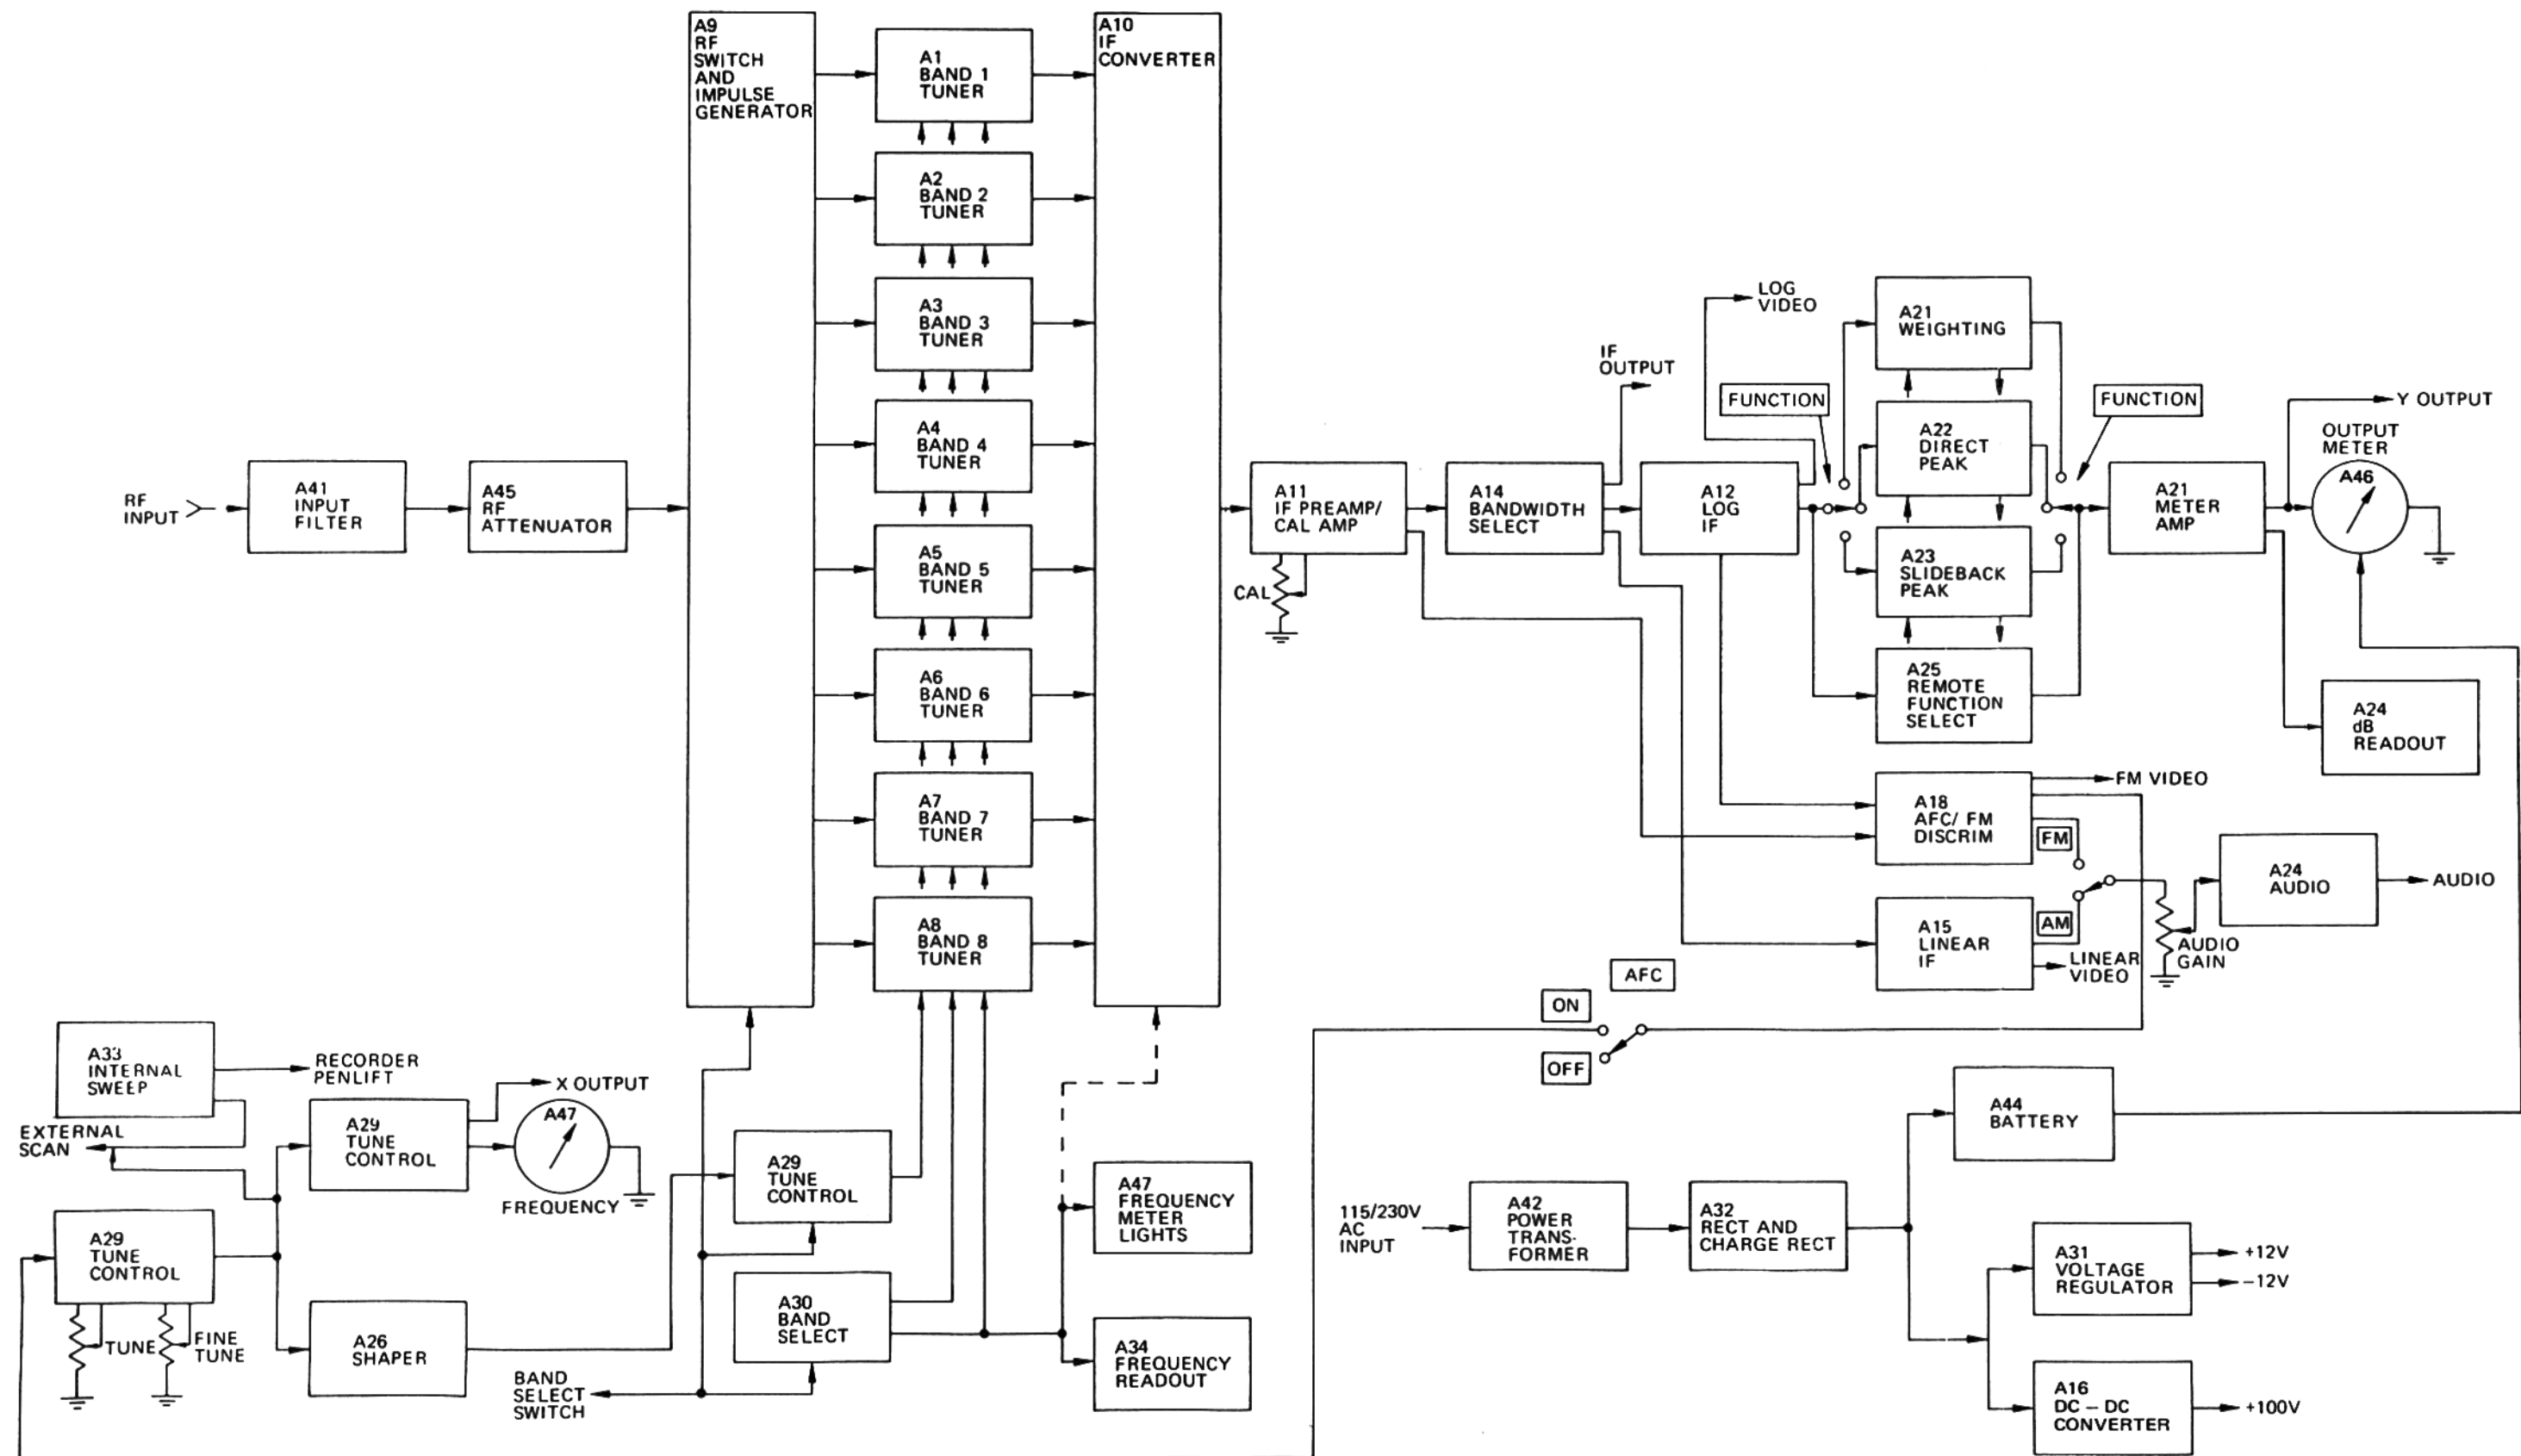 A9
RF
SWITCH
AND
IMPULSE
GENERATOR
A10
IF
CONVERTER
A1
BAND 1
TUNER
A2
BAND 2
TUNER
A3
BAND 3
TUNER
A4
BAND 4
TUNER
A5
BAND 5
TUNER
A6
BAND 6
TUNER
A7
BAND 7
TUNER
A8
BAND 8
TUNER
RF
INPUT
A41
INPUT
FILTER
A45
RF
ATTENUATOR
A11
IF PREAMP/
CAL AMP
CAL
A14
BANDWIDTH
SELECT
IF
OUTPUT
LOG
VIDEO
A12
LOG
IF
FUNCTION
A21
WEIGHTING
A22
DIRECT
PEAK
A23
SLIDEBACK
PEAK
A25
REMOTE
FUNCTION
SELECT
FUNCTION
A21
METER
AMP
Y OUTPUT
OUTPUT
METER
A46
A24
dB
READOUT
A18
AFC/ FM
DISCRIM
FM VIDEO
FM
A15
LINEAR
IF
AM
LINEAR
VIDEO
AUDIO
GAIN
A24
AUDIO
AUDIO
AFC
ON
OFF
A33
INTERNAL
SWEEP
RECORDER
PENLIFT
EXTERNAL
SCAN
A29
TUNE
CONTROL
X OUTPUT
A47
FREQUENCY
A29
TUNE
CONTROL
TUNE
FINE
TUNE
A26
SHAPER
A29
TUNE
CONTROL
A30
BAND
SELECT
BAND
SELECT
SWITCH
A47
FREQUENCY
METER
LIGHTS
A34
FREQUENCY
READOUT
115/230V
AC
INPUT
A42
POWER
TRANS-
FORMER
A32
RECT AND
CHARGE RECT
A44
BATTERY
A31
VOLTAGE
REGULATOR
+12V
-12V
A16
DC – DC
CONVERTER
+100V